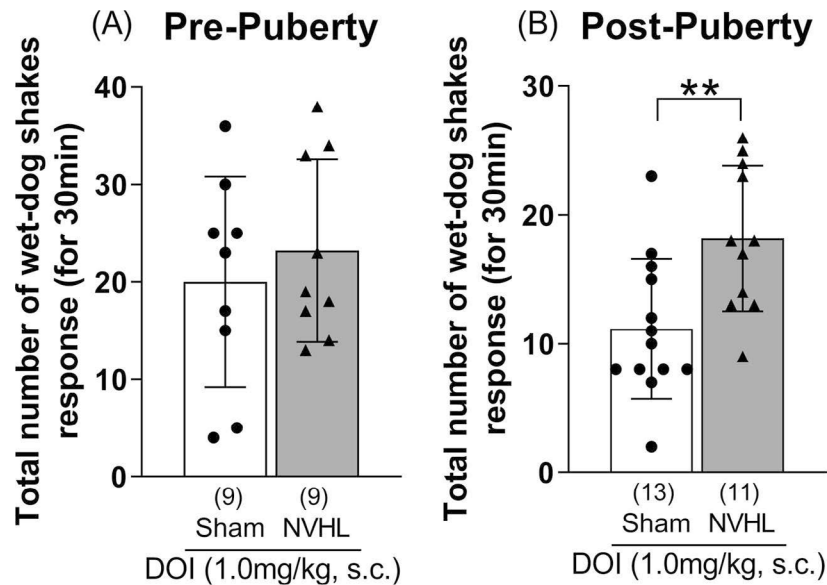 (A) Pre-Puberty
Total number of wet-dog shakes
response (for 30min)
40
30
20
10
0
(9) (9)
Sham NVHL
DOI (1.0mg/kg, s.c.)
(B) Post-Puberty
Total number of wet-dog shakes
response (for 30min)
30
20
10
0
**
(13) (11)
Sham NVHL
DOI (1.0mg/kg, s.c.)